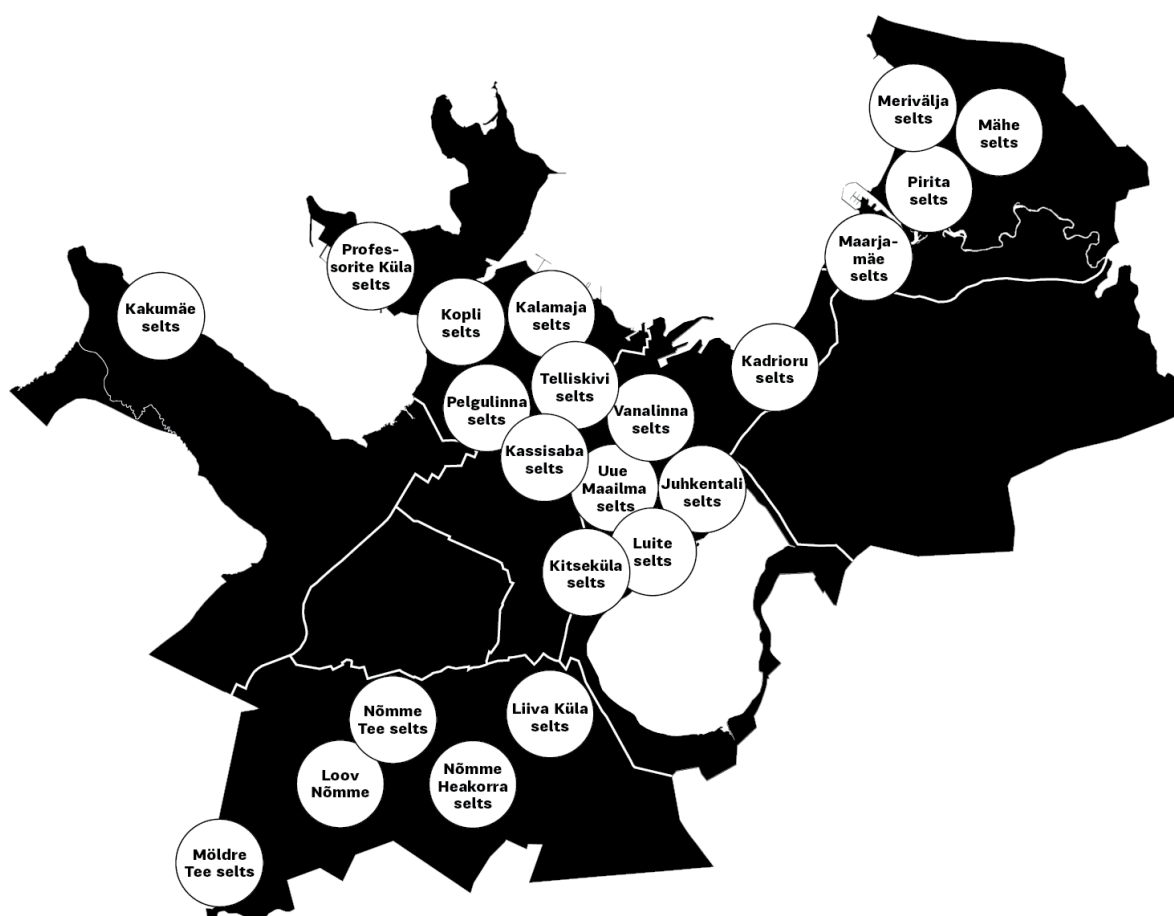 Merivälja
selts
Mähe
selts
Pirita
selts
Maarja-
mäe
selts
Profes-
sorite Küla
selts
Kakumäe
selts
Kopli
selts
Kalamaja
selts
Kadrioru
selts
Telliskivi
selts
Pelgulinna
selts
Vanalinna
selts
Kassisaba
selts
Uue
Maailma
selts
Juhkentali
selts
Luite
selts
Kitseküla
selts
Nõmme
Tee selts
Liiva Küla
selts
Loov
Nõmme
Nõmme
Heakorra
selts
Möldre
Tee selts